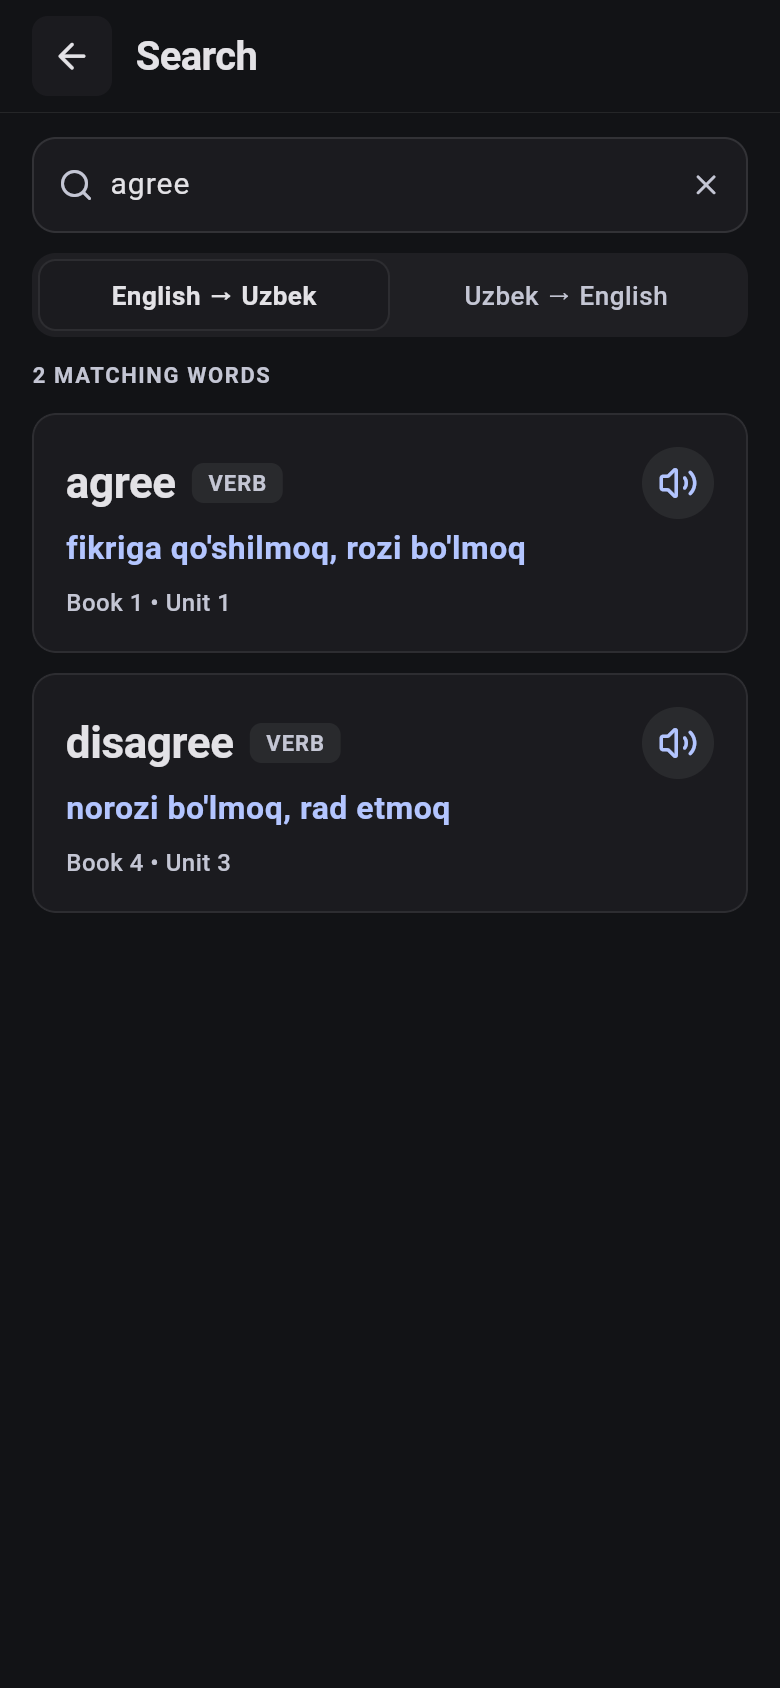 Search
agree
English → Uzbek
Uzbek → English
2 MATCHING WORDS
agree VERB
fikriga qo'shilmoq, rozi bo'lmoq
Book 1 • Unit 1
disagree VERB
norozi bo'lmoq, rad etmoq
Book 4 • Unit 3